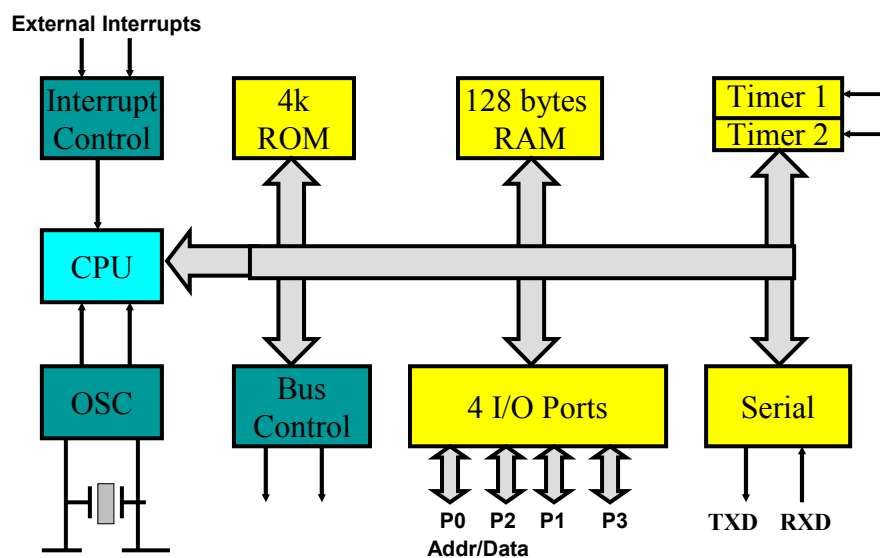 External Interrupts
Interrupt
Control
4k
ROM
128 bytes
RAM
Timer 1
Timer 2
CPU
OSC
Bus
Control
4 I/O Ports
Serial
P0 P2 P1 P3
Addr/Data
TXD RXD